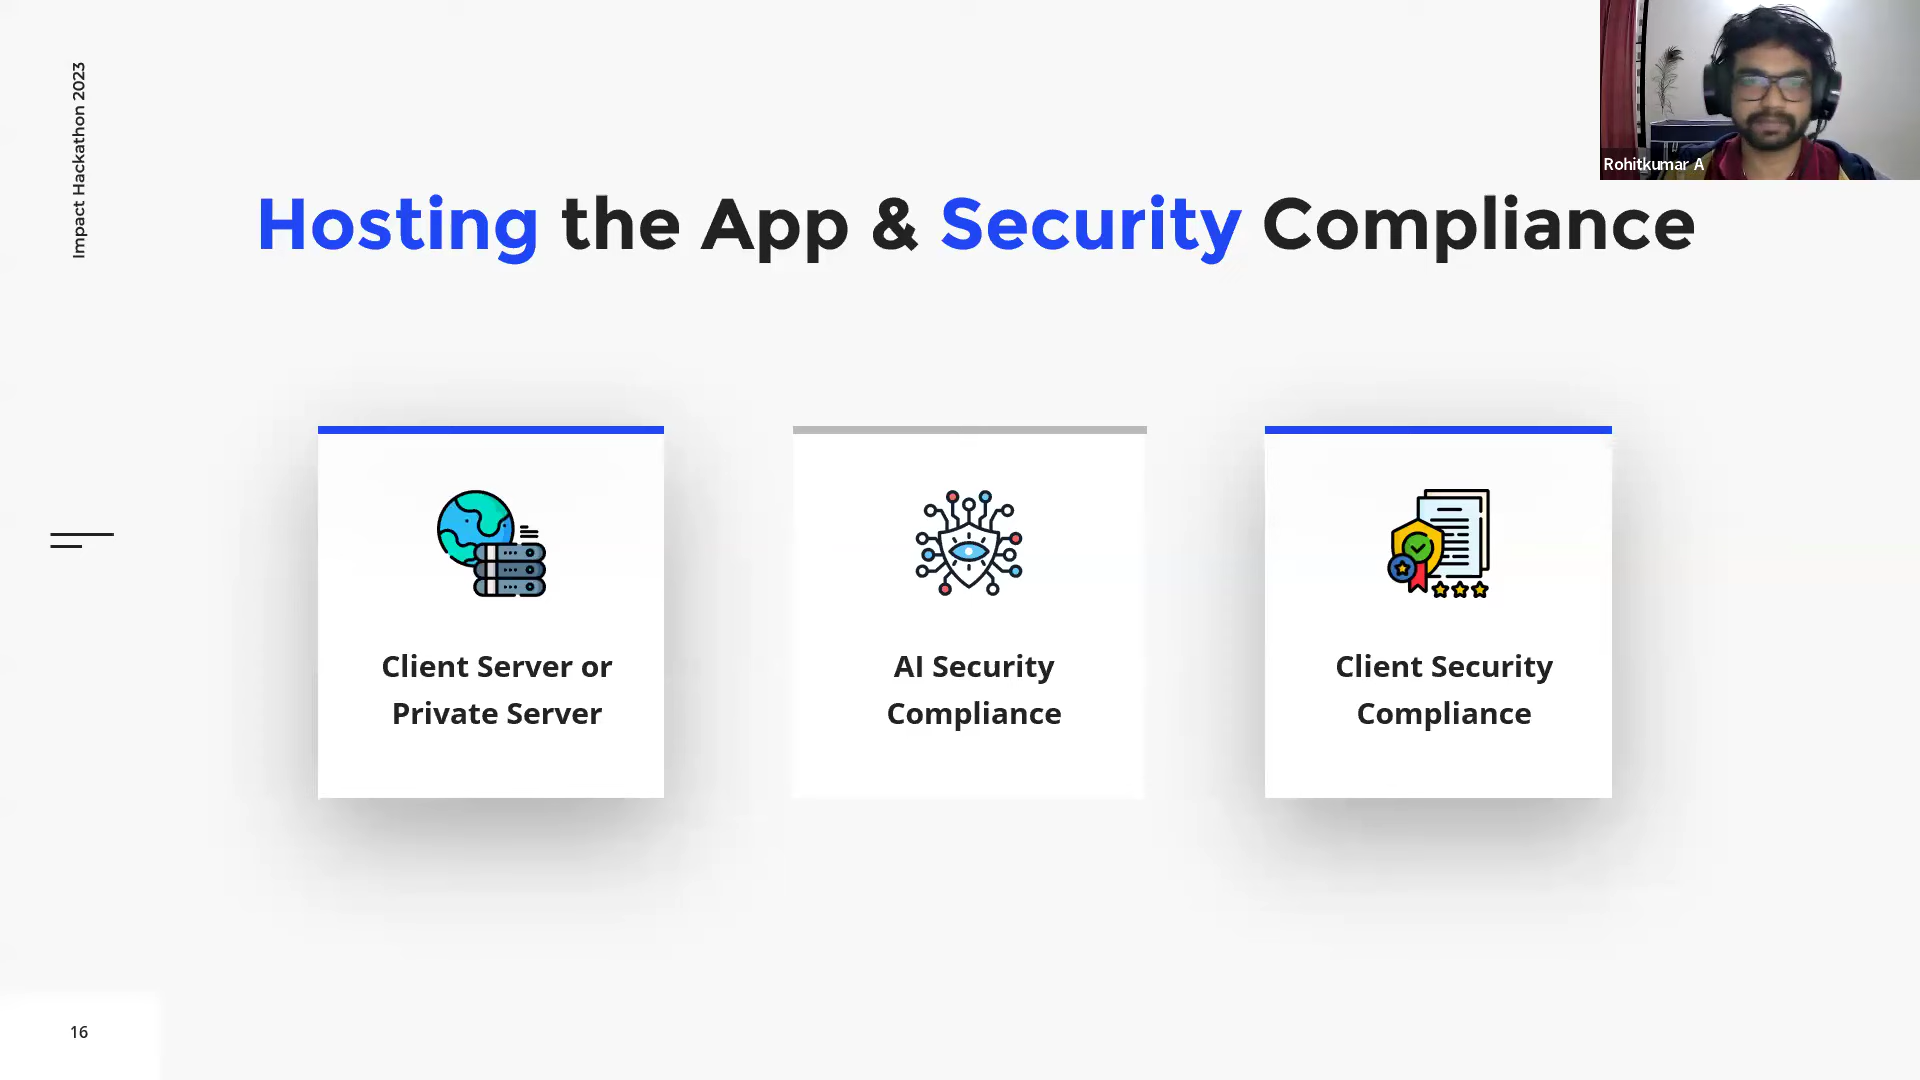 Impact Hackathon 2023
Rohitkumar A
Hosting the App & Security Compliance
Client Server or
Private Server
AI Security
Compliance
Client Security
Compliance
16